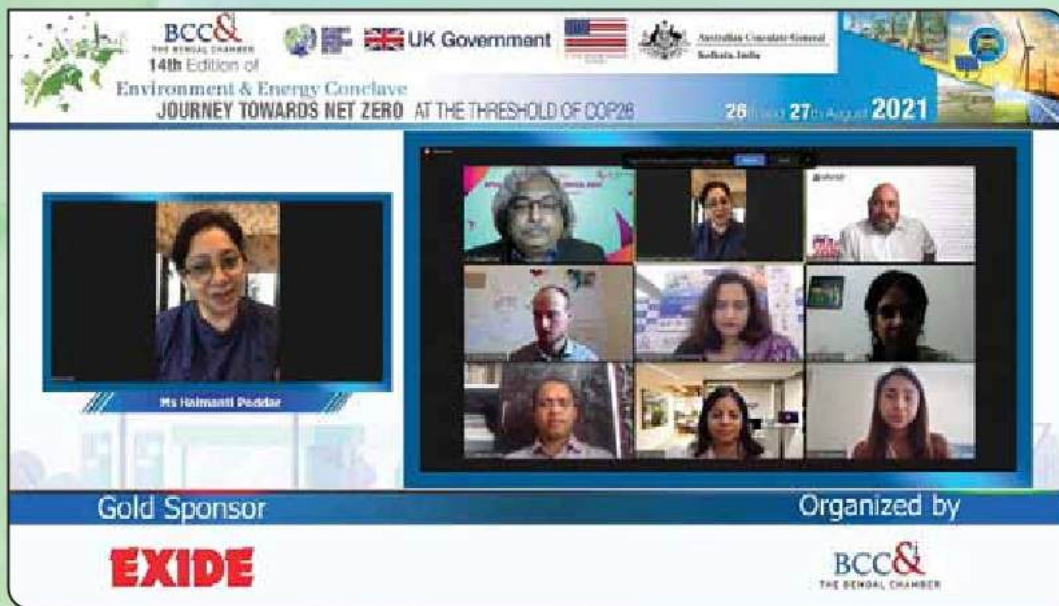 BCC&i
THE BENGAL CHAMBER
UK Government
Australian Consulate-General
Kolkata, India
14th Edition of
Environment & Energy Conclave
JOURNEY TOWARDS NET ZERO AT THE THRESHOLD OF COP26
26th and 27th August 2021
Ms Haimanti Poddar
Gold Sponsor
Organized by
EXIDE
BCC&i
THE BENGAL CHAMBER